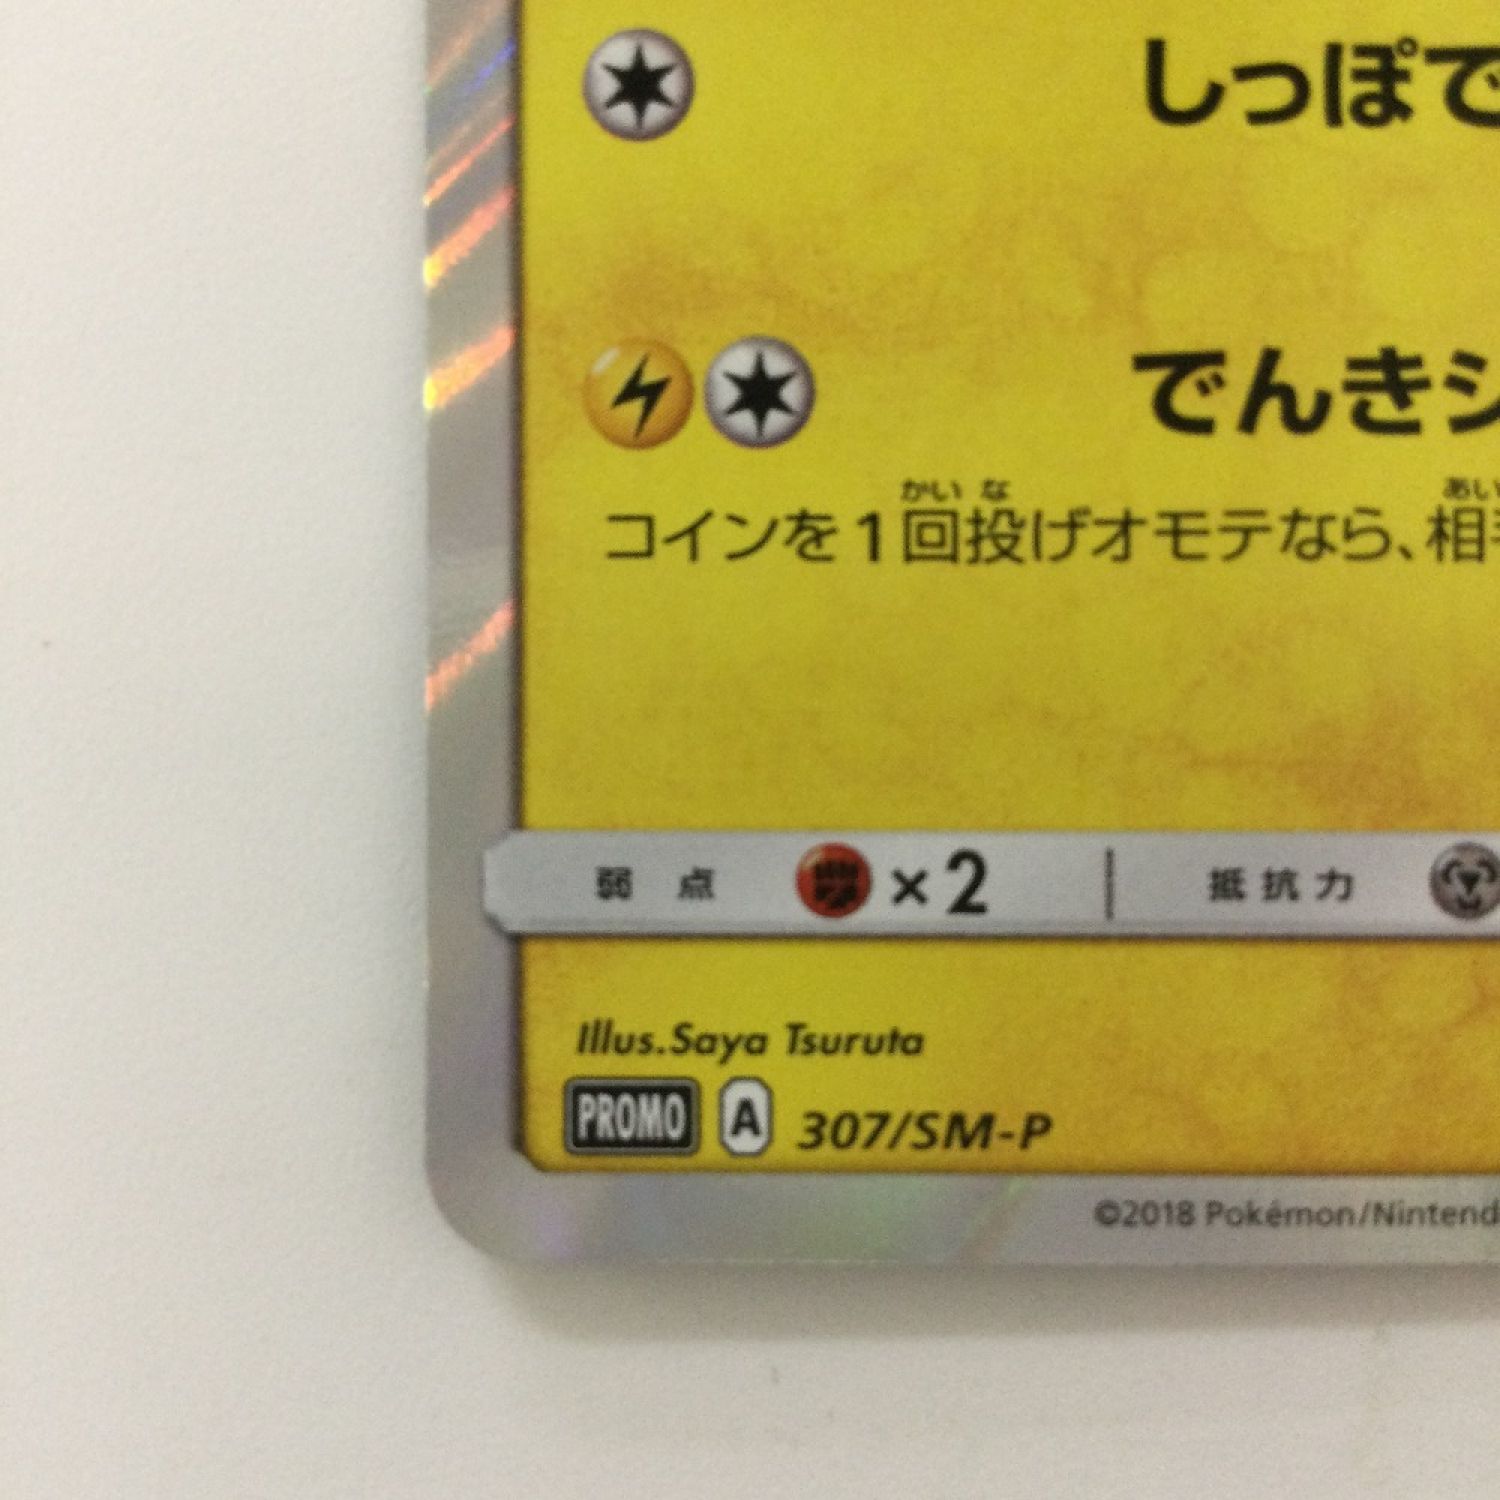 しっぽで
でんきシ
かい な あい
コインを1回投げオモテなら、相手
弱点 ×2 抵抗力
Illus.Saya Tsuruta
PROMO A 307/SM-P
©2018 Pokémon/Nintend